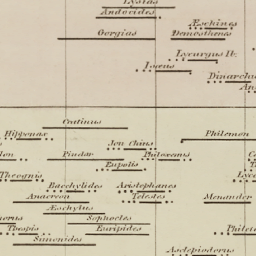 Lysias
Andocides
Æschines
Gorgias Demosthenes
Lycurgus
Isæus
Dinarch
Cratinus
Hipponax Philemon
Ion Chius
Pindar Philoxenus
Eupolis
Theognis
Bacchylides Aristophanes
Anacreon Telestes Menander
Æschylus
Sophocles
Thespis Euripides
Simonides
Asclepiodorus